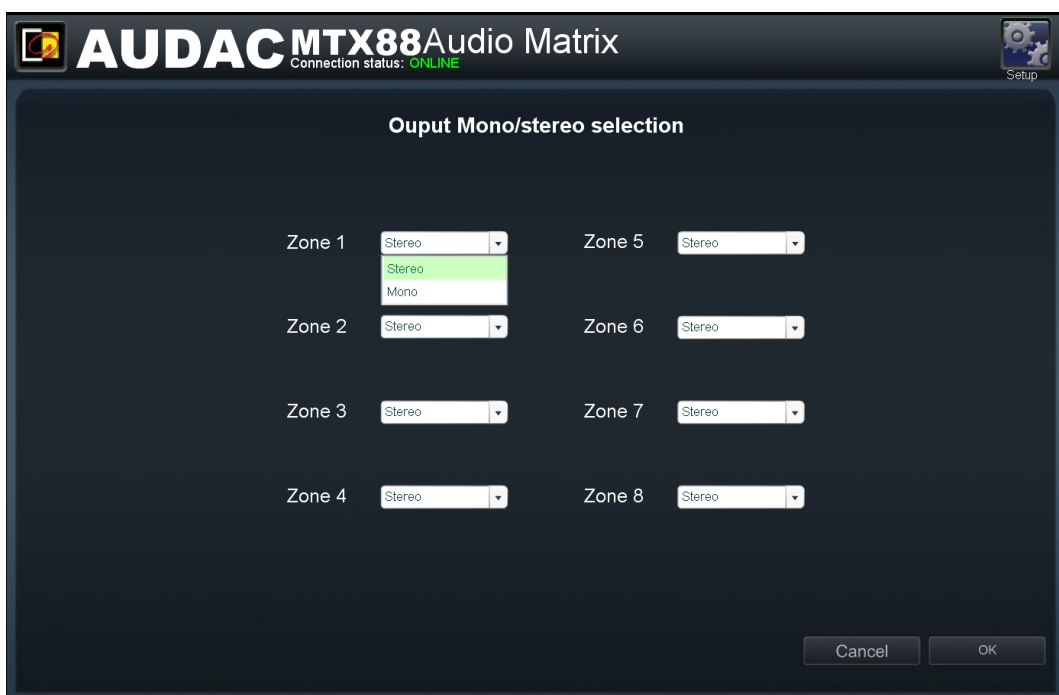 AUDAC MTX88 Audio Matrix
Connection status: ONLINE
Setup
Ouput Mono/stereo selection
Zone 1 Stereo Zone 5 Stereo
Stereo
Mono
Zone 2 Stereo Zone 6 Stereo
Zone 3 Stereo Zone 7 Stereo
Zone 4 Stereo Zone 8 Stereo
Cancel OK